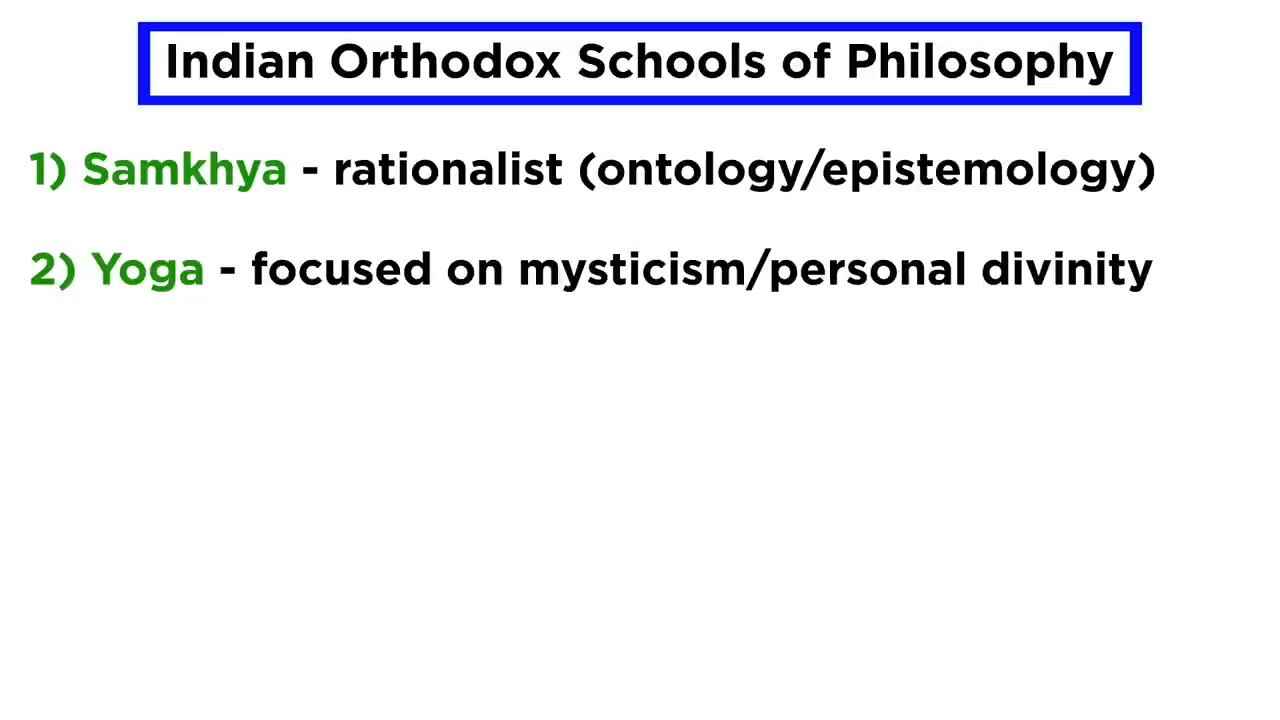 Indian Orthodox Schools of Philosophy
1) Samkhya - rationalist (ontology/epistemology)
2) Yoga - focused on mysticism/personal divinity